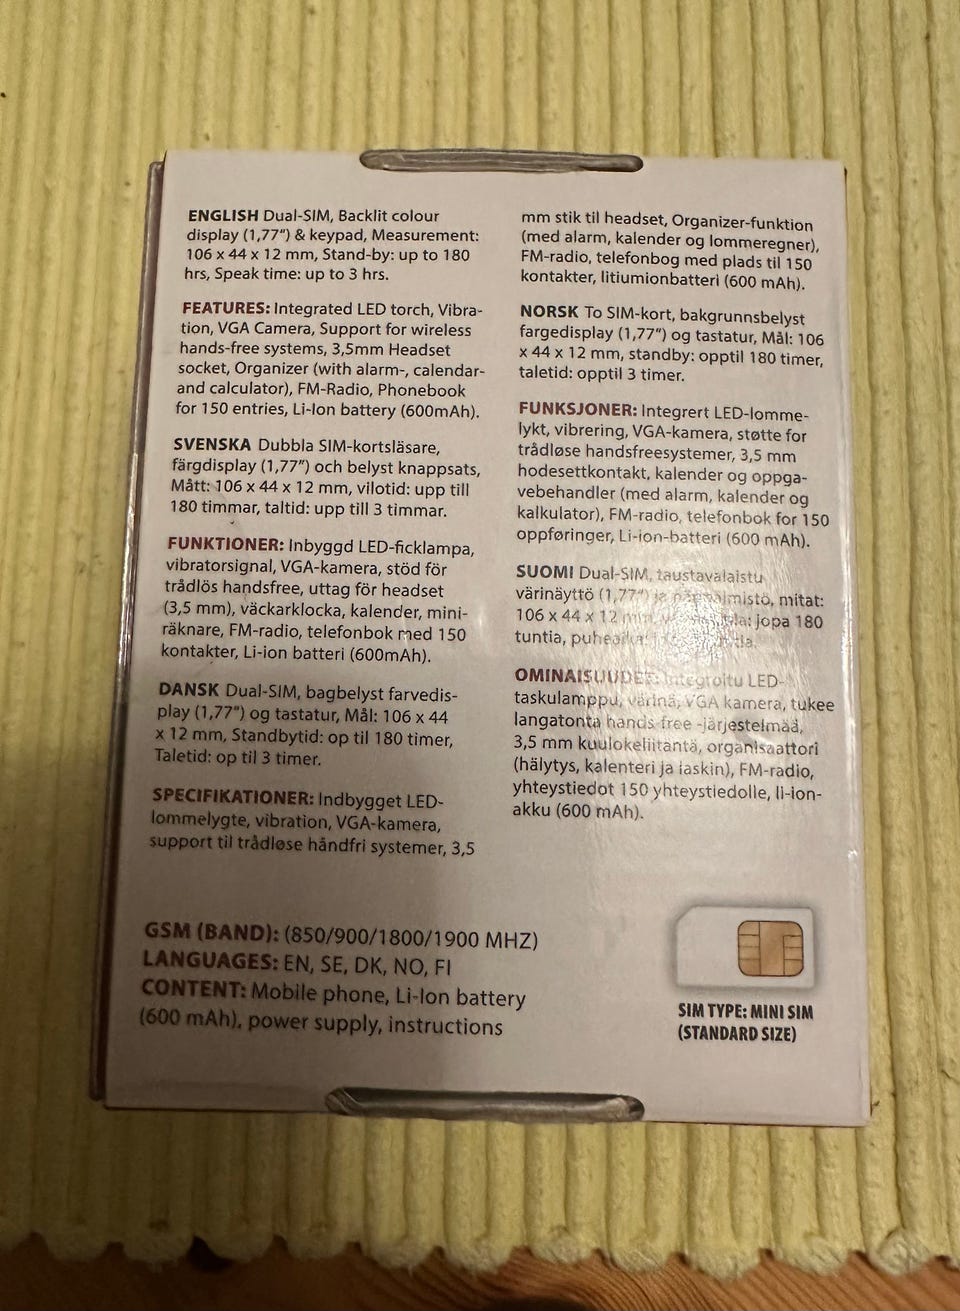 ENGLISH Dual-SIM, Backlit colour
display (1,77”) & keypad, Measurement:
106 x 44 x 12 mm, Stand-by: up to 180
hrs, Speak time: up to 3 hrs.
FEATURES: Integrated LED torch, Vibra-
tion, VGA Camera, Support for wireless
hands-free systems, 3,5mm Headset
socket, Organizer (with alarm-, calendar-
and calculator), FM-Radio, Phonebook
for 150 entries, Li-Ion battery (600mAh).
SVENSKA Dubbla SIM-kortsläsare,
färgdisplay (1,77”) och belyst knappsats,
Mått: 106 x 44 x 12 mm, vilotid: upp till
180 timmar, taltid: upp till 3 timmar.
FUNKTIONER: Inbyggd LED-ficklampa,
vibratorsignal, VGA-kamera, stöd för
trådlös handsfree, uttag för headset
(3,5 mm), väckarklocka, kalender, mini-
räknare, FM-radio, telefonbok med 150
kontakter, Li-ion batteri (600mAh).
DANSK Dual-SIM, bagbelyst farvedis-
play (1,77”) og tastatur, Mål: 106 x 44
x 12 mm, Standbytid: op til 180 timer,
Taletid: op til 3 timer.
SPECIFIKATIONER: Indbygget LED-
lommelygte, vibration, VGA-kamera,
support til trådløse håndfri systemer, 3,5
mm stik til headset, Organizer-funktion
(med alarm, kalender og lommeregner),
FM-radio, telefonbog med plads til 150
kontakter, litiumionbatteri (600 mAh).
NORSK To SIM-kort, bakgrunnsbelyst
fargedisplay (1,77”) og tastatur, Mål: 106
x 44 x 12 mm, standby: opptil 180 timer,
taletid: opptil 3 timer.
FUNKSJONER: Integrert LED-lomme-
lykt, vibrering, VGA-kamera, støtte for
trådløse handsfreesystemer, 3,5 mm
hodesettkontakt, kalender og oppga-
vebehandler (med alarm, kalender og
kalkulator), FM-radio, telefonbok for 150
oppføringer, Li-ion-batteri (600 mAh).
SUOMI Dual-SIM, taustavalaistu
värinäyttö (1,77”) ja mitat:
106 x 44 x 12 mm, jopa 180
tuntia,
OMINAISUUDET: Integroitu LED-
taskulamppu, värinä, VGA kamera, tukee
langatonta hands-free -järjestelmää,
3,5 mm kuulokeliitäntä, organisaattori
(hälytys, kalenteri ja laskin), FM-radio,
yhteystiedot 150 yhteystiedolle, li-ion-
akku (600 mAh).
GSM (BAND): (850/900/1800/1900 MHZ)
LANGUAGES: EN, SE, DK, NO, FI
CONTENT: Mobile phone, Li-Ion battery
(600 mAh), power supply, instructions
SIM TYPE: MINI SIM
(STANDARD SIZE)